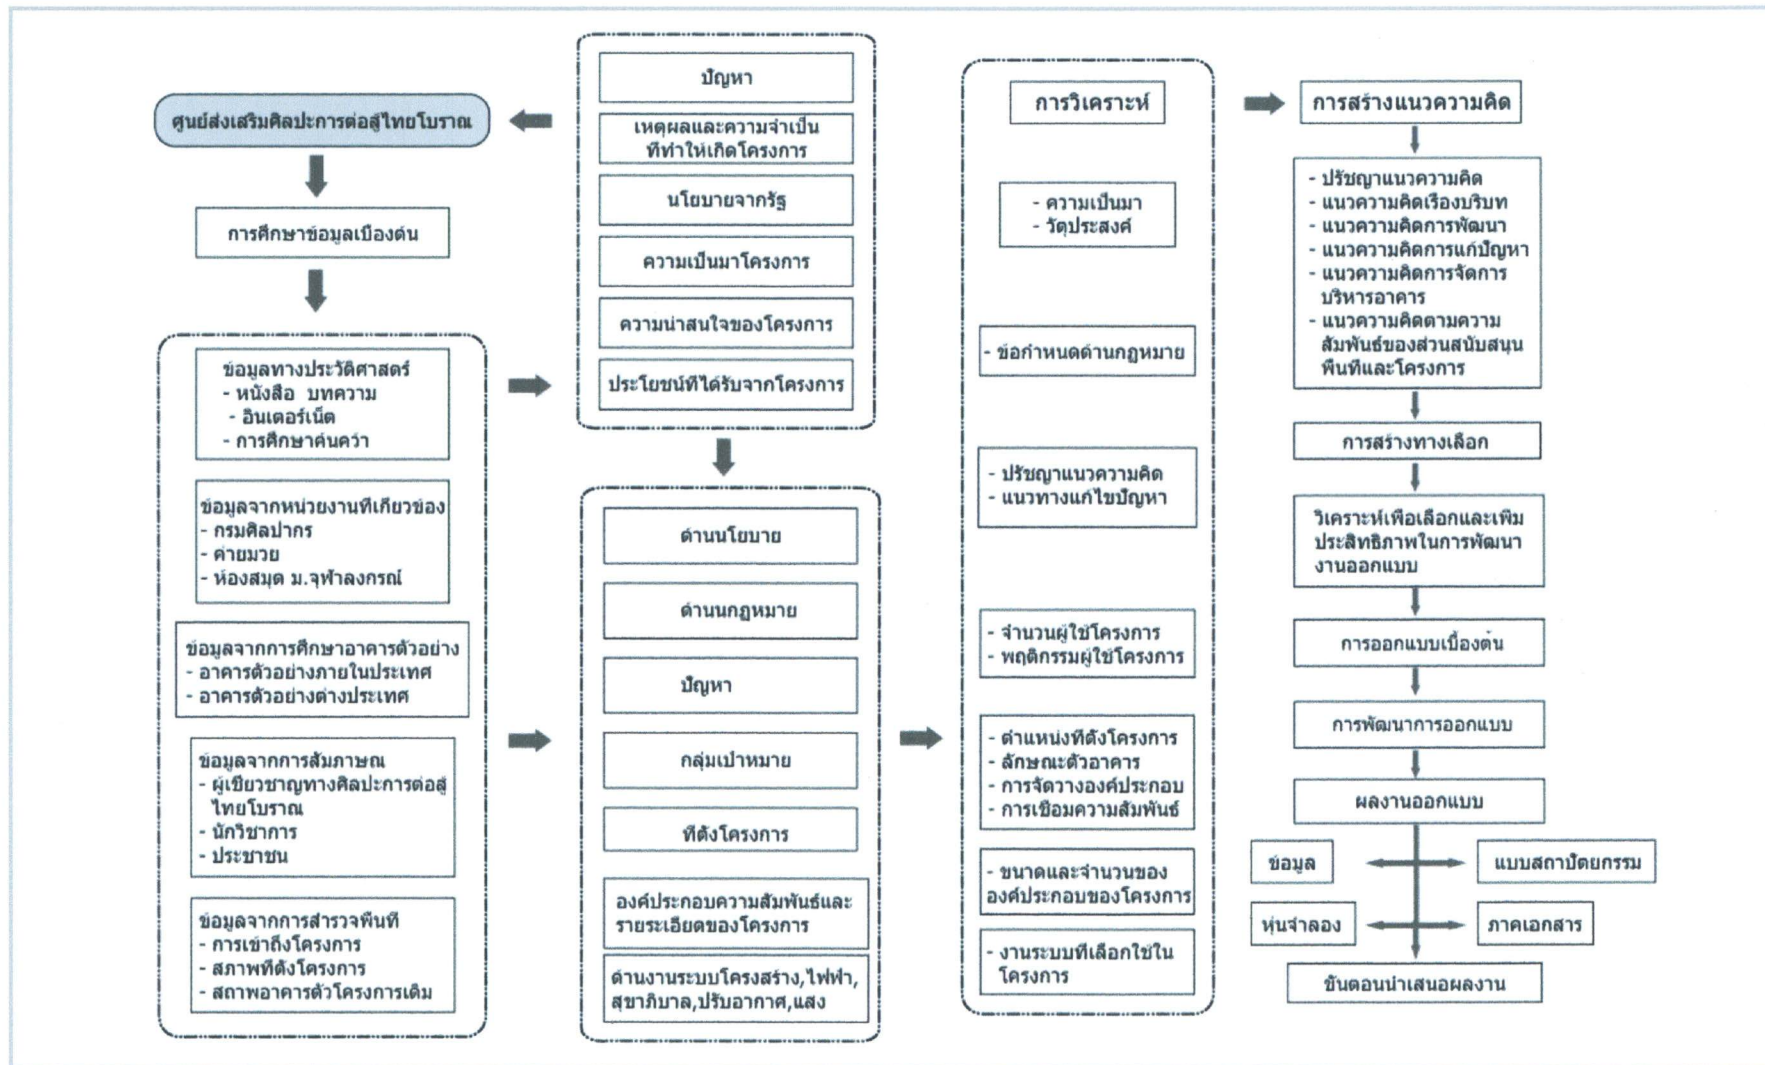 ศูนย์ส่งเสริมศิลปะการต่อสู้ไทยโบราณ
การศึกษาข้อมูลเบืองต้น
ข้อมูลทางประวัติศาสตร์
- หนังสือ บทความ
- อินเตอร์เน็ต
- การศึกษาค่นคว้า
ข้อมูลจากหน่วยงานทีเกียวข้อง
- กรมศิลปากร
- ค่ายมวย
- ห้องสมุด ม.จุฬาลงกรณ์
ข้อมูลจากการศึกษาอาคารตัวอย่าง
- อาคารตัวอย่างภายในประเทศ
- อาคารตัวอย่างต่างประเทศ
ข้อมูลจากการสัมภาษณ
- ผู้เชียวชาญทางศิลปะการต่อสู้
ไทยโบราณ
- นักวิชาการ
- ประชาชน
ข้อมูลจากการสำรวจพืนที
- การเข้าถึงโครงการ
- สภาพทีตังโครงการ
- สถาพอาคารตัวโครงการเดิม
ปัญหา
เหตุผลและความจำเป็น
ทีทำให้เกิดโครงการ
นโยบายจากรัฐ
ความเป็นมาโครงการ
ความน่าสนใจของโครงการ
ประโยชน์ทีได้รับจากโครงการ
ด้านนโยบาย
ด้านนกฎหมาย
ปัญหา
กลุ่มเป้าหมาย
ทีตังโครงการ
องค์ประกอบความสัมพันธ์และ
รายระเอียดของโครงการ
ด้านงานระบบโครงสร้าง,ไฟฟ้า,
สุขาภิบาล,ปรับอากาศ,แสง
การวิเคราะห์
- ความเป็นมา
- วัตุประสงค์
- ข้อกำหนดด้านกฎหมาย
- ปรัชญาแนวความคิด
- แนวทางแก้ไขปัญหา
- จำนวนผู้ใช้โครงการ
- พฤติกรรมผู้ใช้โครงการ
- ตำแหน่งทีตังโครงการ
- ลักษณะตัวอาคาร
- การจัดวางองค์ประกอบ
- การเชือมความสัมพันธ์
- ขนาดและจำนวนของ
องค์ประกอบของโครงการ
- งานระบบทีเลือกใช้ใน
โครงการ
การสร้างแนวความคิด
- ปรัชญาแนวความคิด
- แนวความคิดเรืองบริบท
- แนวความคิดการพัฒนา
- แนวความคิดการแก้ปัญหา
- แนวความคิดการจัดการ
บริหารอาคาร
- แนวความคิดตามความ
สัมพันธ์ของส่วนสนับสนุน
พืนทีและโครงการ
การสร้างทางเลือก
วิเคราะห์เพือเลือกและเพิม
ประสิทธิภาพในการพัฒนา
งานออกแบบ
การออกแบบเบื้องต้น
การพัฒนาการออกแบบ
ผลงานออกแบบ
ข้อมูล
แบบสถาปัตยกรรม
หุ่นจำลอง
ภาคเอกสาร
ขันตอนนำเสนอผลงาน